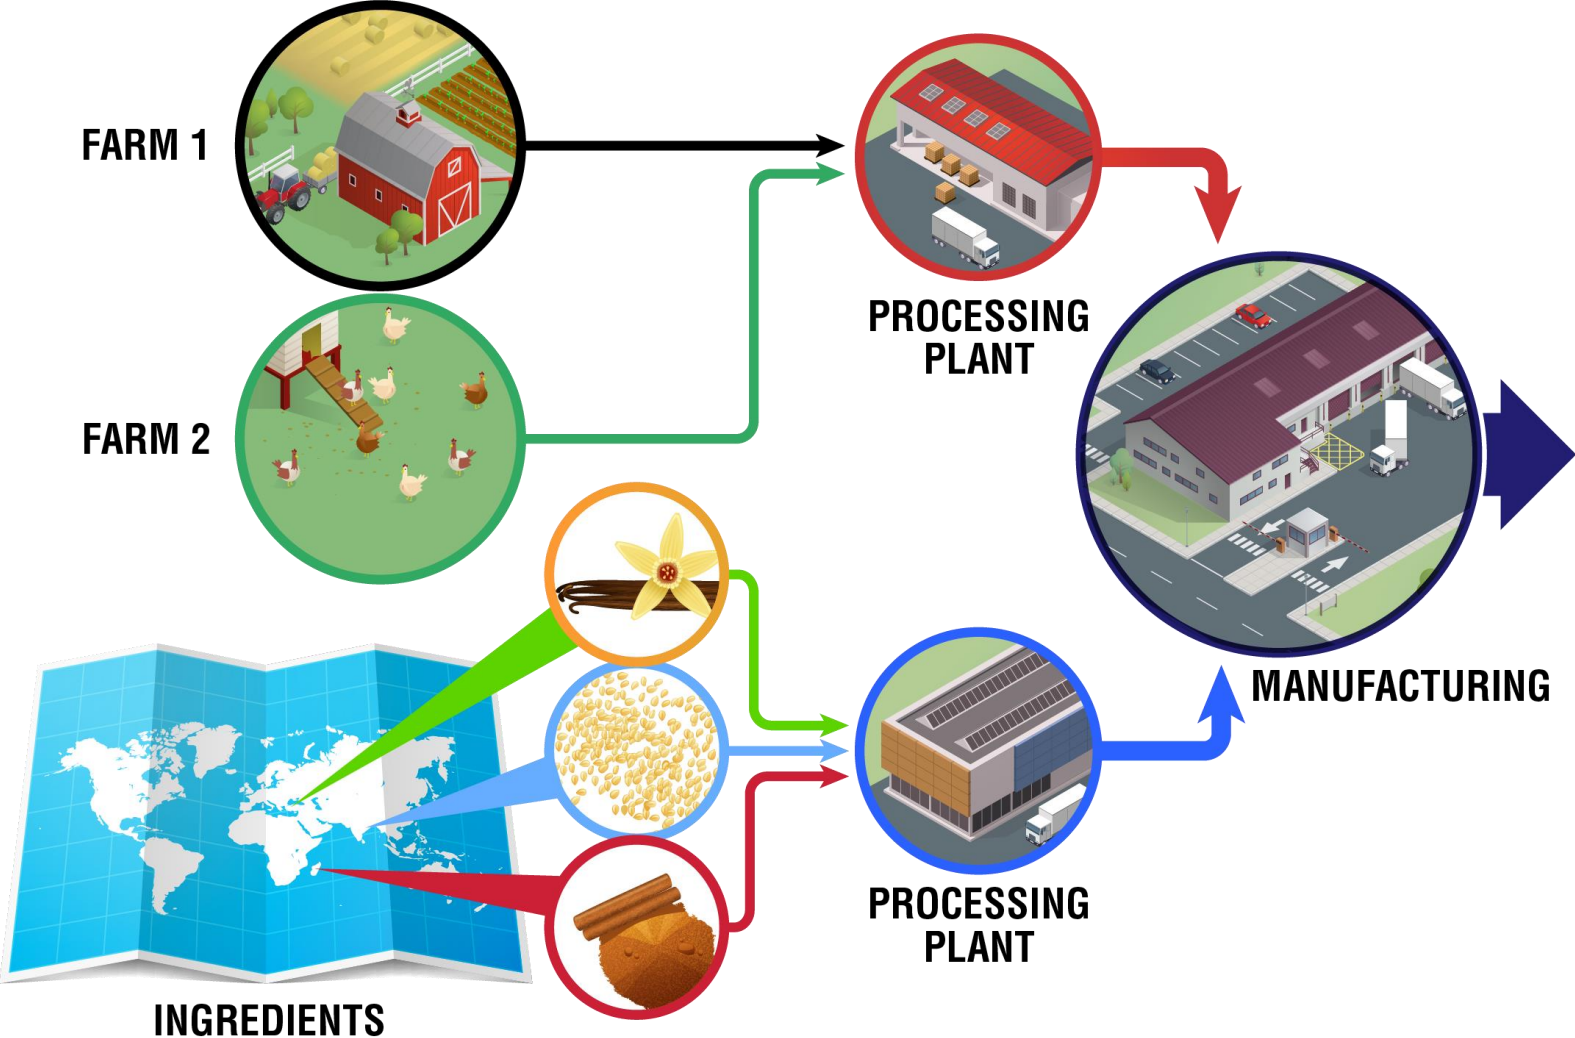 FARM 1
PROCESSING
PLANT
FARM 2
MANUFACTURING
PROCESSING
PLANT
INGREDIENTS